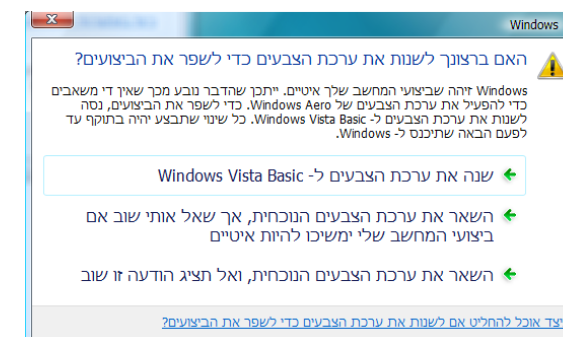 Windows
האם ברצונך לשנות את ערכת הצבעים כדי לשפר את הביצועים?
Windows זיהה שביצועי המחשב שלך איטיים. ייתכן שהדבר נובע מכך שאין די משאבים
כדי להפעיל את ערכת הצבעים של Windows Aero. כדי לשפר את הביצועים, נסה
לשנות את ערכת הצבעים ל- Windows Vista Basic. כל שינוי שתבצע יהיה בתוקף עד
לפעם הבאה שתיכנס ל- Windows.
שנה את ערכת הצבעים ל- Windows Vista Basic
השאר את ערכת הצבעים הנוכחית, אך שאל אותי שוב אם
ביצועי המחשב שלי ימשיכו להיות איטיים
השאר את ערכת הצבעים הנוכחית, ואל תציג הודעה זו שוב
יצד אוכל להחליט אם לשנות את ערכת הצבעים כדי לשפר את הביצועים?